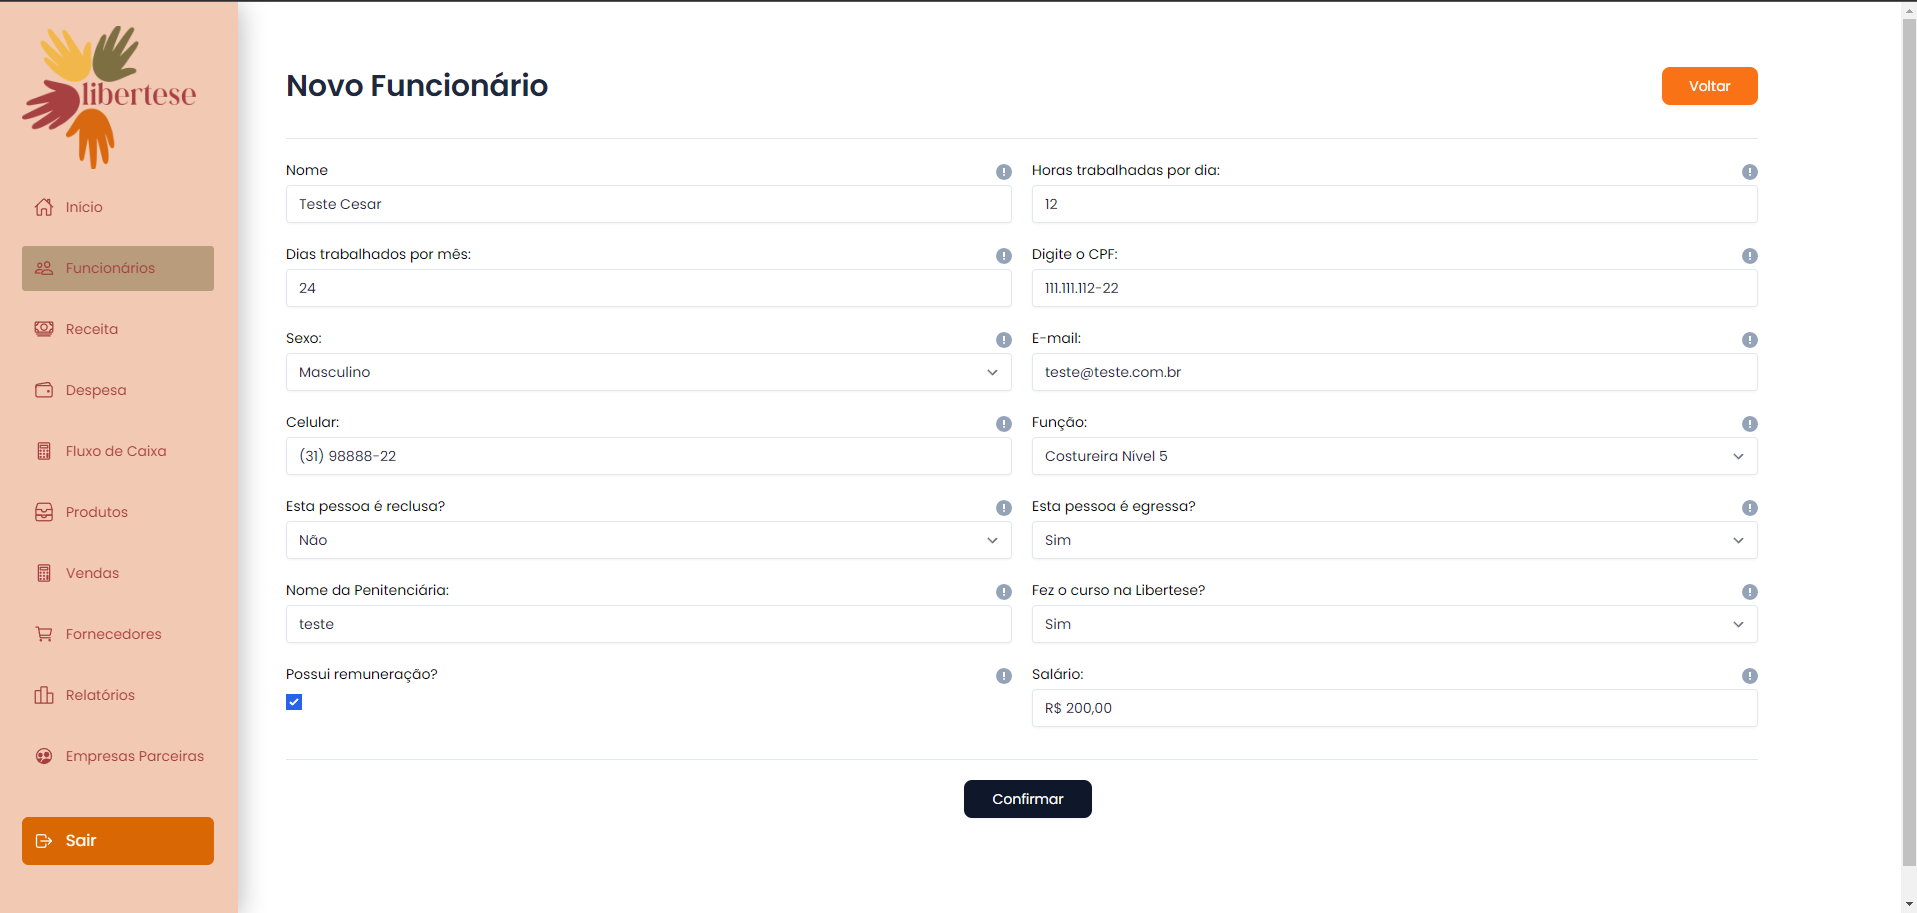 libertese
Início
Funcionários
Receita
Despesa
Fluxo de Caixa
Produtos
Vendas
Fornecedores
Relatórios
Empresas Parceiras
Sair
Novo Funcionário
Voltar
Nome
Teste Cesar
Horas trabalhadas por dia:
12
Dias trabalhados por mês:
24
Digite o CPF:
111.111.112-22
Sexo:
Masculino
E-mail:
teste@teste.com.br
Celular:
(31) 98888-22
Função:
Costureira Nível 5
Esta pessoa é reclusa?
Não
Esta pessoa é egressa?
Sim
Nome da Penitenciária:
teste
Fez o curso na Libertese?
Sim
Possui remuneração?
Salário:
R$ 200,00
Confirmar